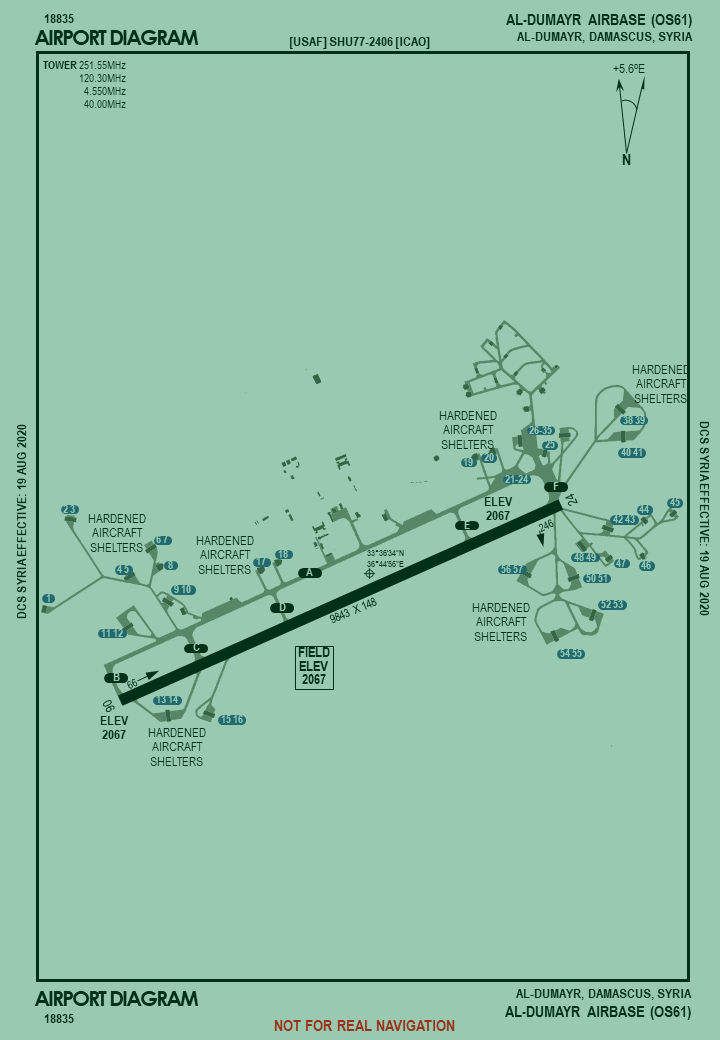 18835
AIRPORT DIAGRAM
[USAF] SHU77-2406 [ICAO]
AL-DUMAYR AIRBASE (OS61)
AL-DUMAYR, DAMASCUS, SYRIA
TOWER 251.55MHz
120.30MHz
4.550MHz
40.00MHz
+5.6ºE
N
HARDENED
AIRCRAFT
SHELTERS
38-39
40 41
HARDENED
AIRCRAFT
SHELTERS
26-35
25
19
20
21-24
F
24
ELEV
2067
E
246
42 43
44
45
46
47
48 49
50 51
52-53
54 55
56-57
HARDENED
AIRCRAFT
SHELTERS
2 3
HARDENED
AIRCRAFT
SHELTERS
6 7
8
4-5
9 10
1
11 12
HARDENED
AIRCRAFT
SHELTERS
17
18
A
33°36'34"N
36°44'56"E
D
9843 X 148
C
B
66
06
ELEV
2067
FIELD
ELEV
2067
13 14
15 16
HARDENED
AIRCRAFT
SHELTERS
DCS SYRIA EFFECTIVE: 19 AUG 2020
DCS SYRIA EFFECTIVE: 19 AUG 2020
AIRPORT DIAGRAM
18835
NOT FOR REAL NAVIGATION
AL-DUMAYR, DAMASCUS, SYRIA
AL-DUMAYR AIRBASE (OS61)